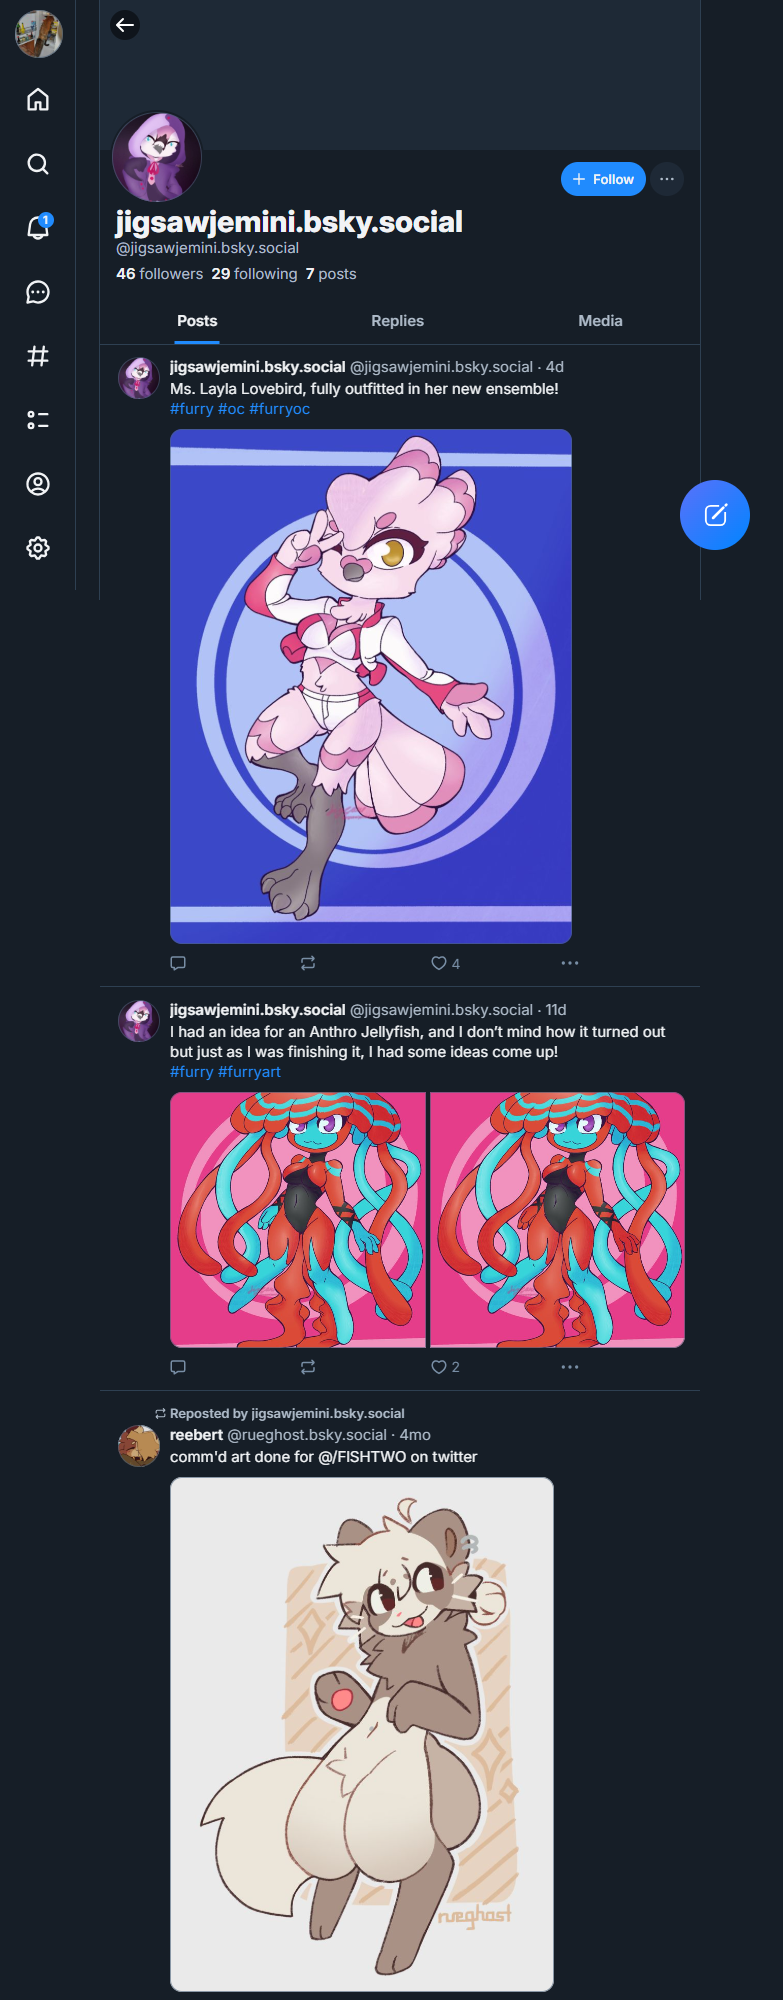 + Follow
jigsawjemini.bsky.social
@jigsawjemini.bsky.social
46 followers 29 following 7 posts
Posts Replies Media
1
jigsawjemini.bsky.social @jigsawjemini.bsky.social · 4d
Ms. Layla Lovebird, fully outfitted in her new ensemble!
#furry #oc #furryoc
4
jigsawjemini.bsky.social @jigsawjemini.bsky.social · 11d
I had an idea for an Anthro Jellyfish, and I don’t mind how it turned out
but just as I was finishing it, I had some ideas come up!
#furry #furryart
2
Reposted by jigsawjemini.bsky.social
reebert @rueghost.bsky.social · 4mo
comm'd art done for @/FISHTWO on twitter
rueghost